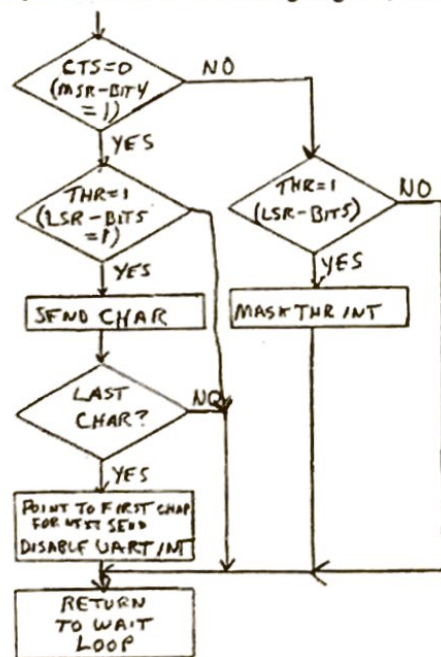 CTS=0
(MSR-BIT4
= 1)
NO
YES
THR=1
(LSR-BIT5
=1)
THR=1
(LSR-BIT5)
NO
YES
YES
SEND CHAR
MASK THR INT
LAST
CHAR?
NO
YES
POINT TO FIRST CHAR
FOR SEND
DISABLE UART INT
RETURN
TO WAIT
LOOP